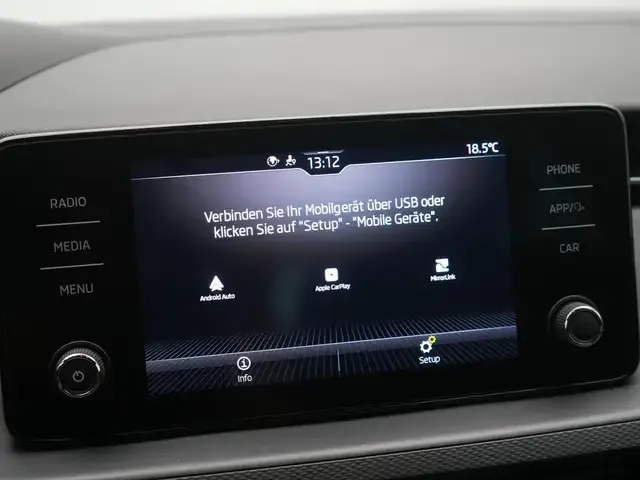 13:12
18.5°C
RADIO
MEDIA
MENU
PHONE
APP/
CAR
Verbinden Sie Ihr Mobilgerät über USB oder
klicken Sie auf "Setup" - "Mobile Geräte".
Android Auto
Apple CarPlay
MirrorLink
Info
Setup